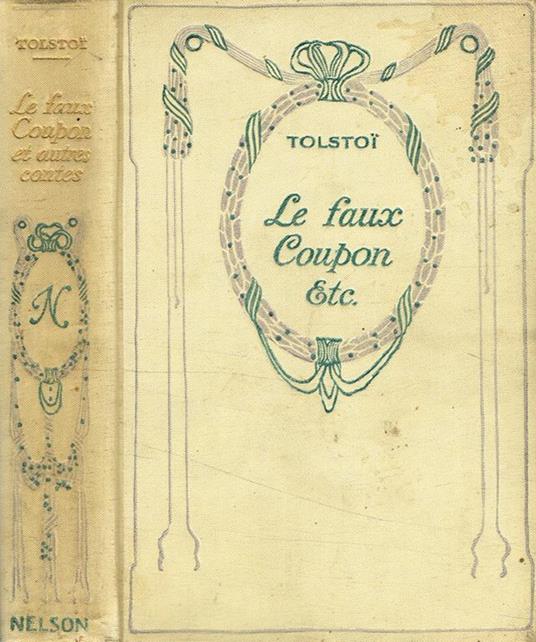 TOLSTOÏ
Le faux
Coupon
et autres
contes
N
NELSON
TOLSTOÏ
Le faux
Coupon
Etc.